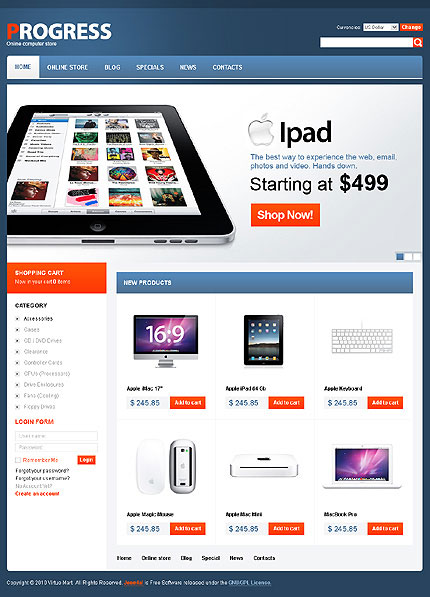 PROGRESS
Online computer store
Currencies: US Dollar Change
HOME ONLINE STORE BLOG SPECIALS NEWS CONTACTS
Ipad
The best way to experience the web, email,
photos and video. Hands down.
Starting at $499
Shop Now!
SHOPPING CART
Now in your cart 0 items
CATEGORY
Accessories
Cases
CD / DVD Drives
Clearance
Controller Cards
CPUs (Processors)
Drive Enclosures
Fans (Cooling)
Floppy Drives
LOGIN FORM
Username
Password
Remember Me Login
Forgot your password?
Forgot your username?
No Account Yet?
Create an account
NEW PRODUCTS
16:9
Apple iMac 17"
$ 245.85 Add to cart
Apple iPad 64 Gb
$ 245.85 Add to cart
Apple Keyboard
$ 245.85 Add to cart
Apple Magic Mouse
$ 245.85 Add to cart
Apple Mac Mini
$ 245.85 Add to cart
MacBook Pro
$ 245.85 Add to cart
Home Online store Blog Special News Contacts
Copyright © 2010 Virtuo Mart. All Rights Reserved. Joomla! is Free Software released under the GNU/GPL License.